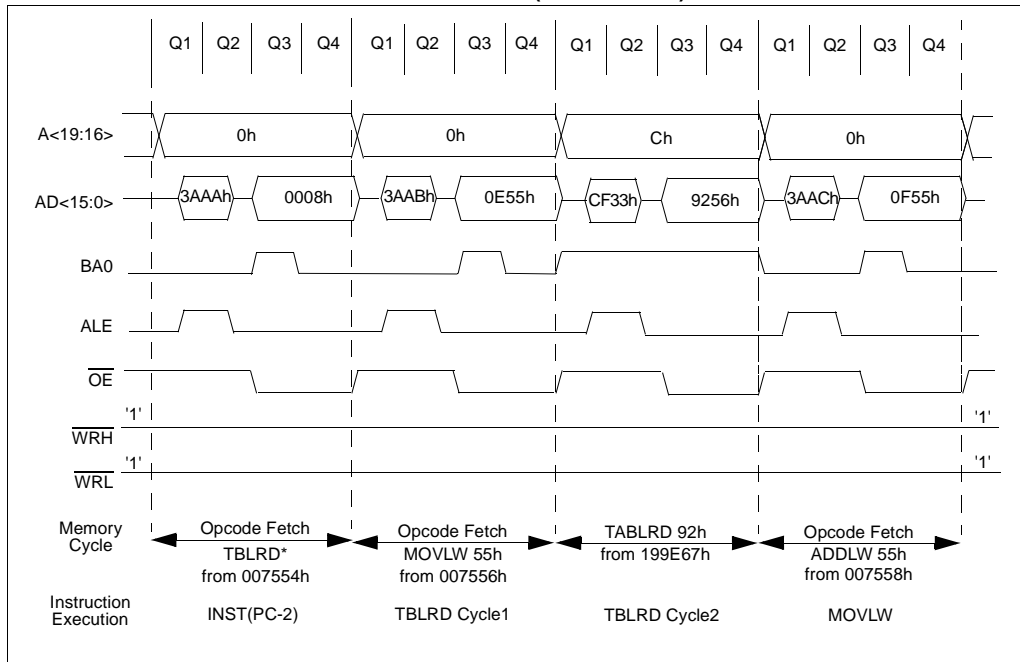 Q1 Q2 Q3 Q4 Q1 Q2 Q3 Q4 Q1 Q2 Q3 Q4 Q1 Q2 Q3 Q4
A<19:16> 0h 0h Ch 0h
AD<15:0> 3AAAh 0008h 3AABh 0E55h CF33h 9256h 3AACh 0F55h
BA0
ALE
OE
'1' '1'
WRH
'1' '1'
WRL
Memory Cycle
Opcode Fetch
TBLRD*
from 007554h
Opcode Fetch
MOVLW 55h
from 007556h
TABLRD 92h
from 199E67h
Opcode Fetch
ADDLW 55h
from 007558h
Instruction Execution
INST(PC-2) TBLRD Cycle1 TBLRD Cycle2 MOVLW